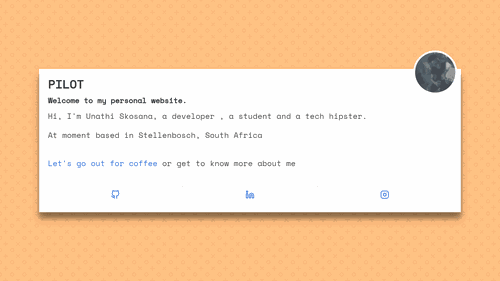 PILOT
Welcome to my personal website.
Hi, I'm Unathi Skosana, a developer , a student and a tech hipster.
At moment based in Stellenbosch, South Africa
Let's go out for coffee or get to know more about me